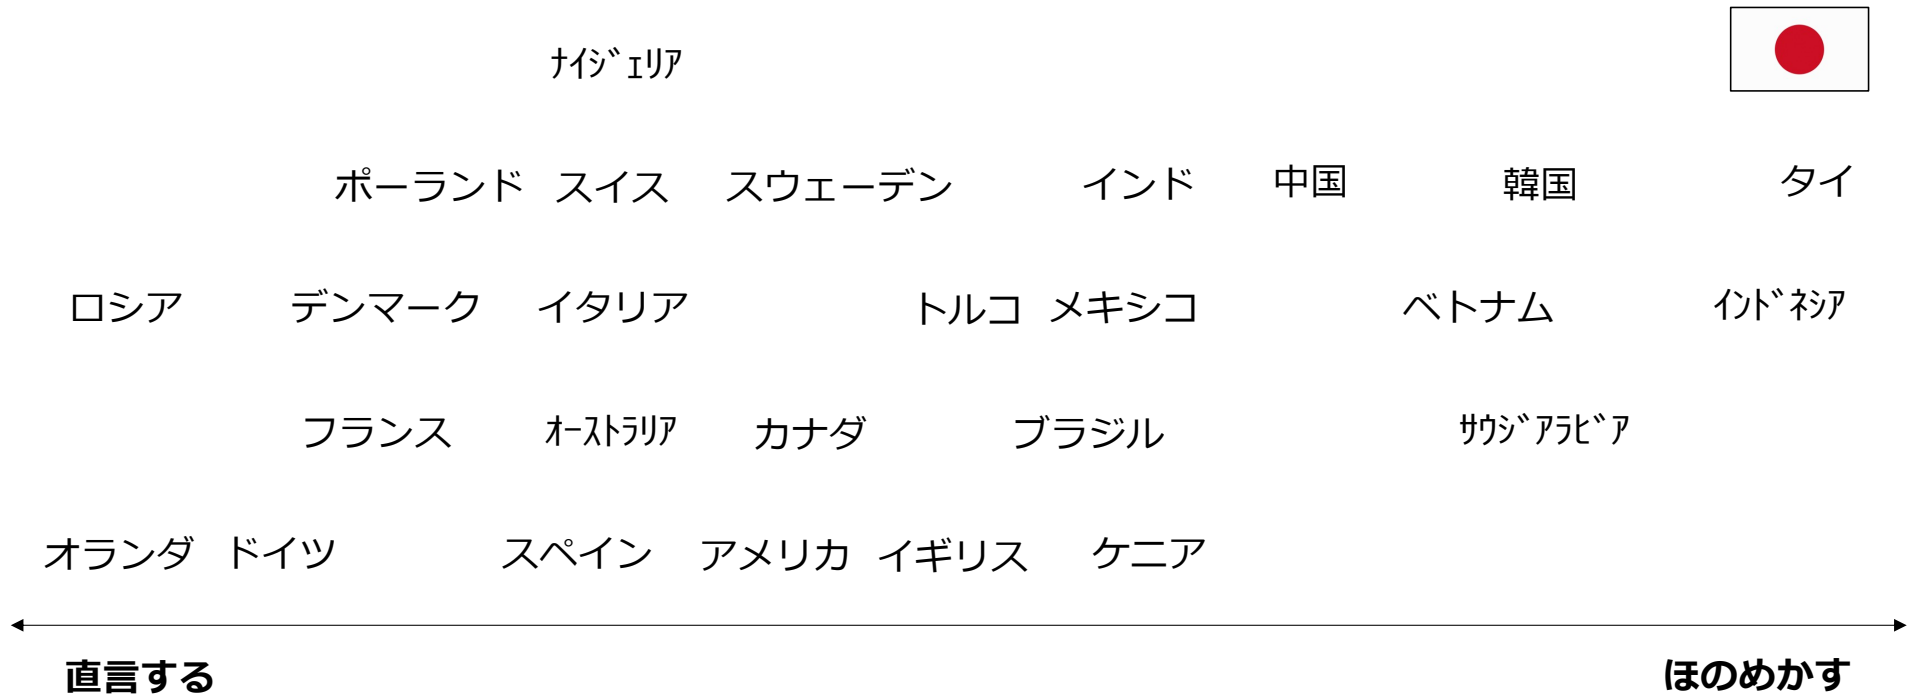 ﾅｲｼﾞｪﾘｱ
ポーランド スイス スウェーデン インド 中国 韓国 タイ
ロシア デンマーク イタリア トルコ メキシコ ベトナム ｲﾝﾄﾞﾈｼｱ
フランス ｵｰｽﾄﾗﾘｱ カナダ ブラジル ｻｳｼﾞｱﾗﾋﾞｱ
オランダ ドイツ スペイン アメリカ イギリス ケニア
直言する ほのめかす